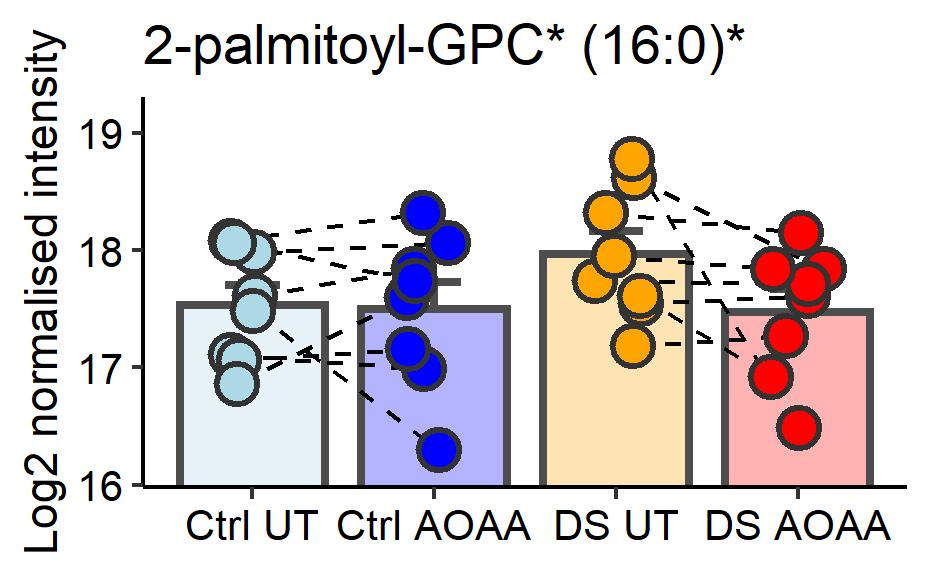 2-palmitoyl-GPC* (16:0)*
Log2 normalised intensity
19
18
17
16
Ctrl UT
Ctrl AOAA
DS UT
DS AOAA